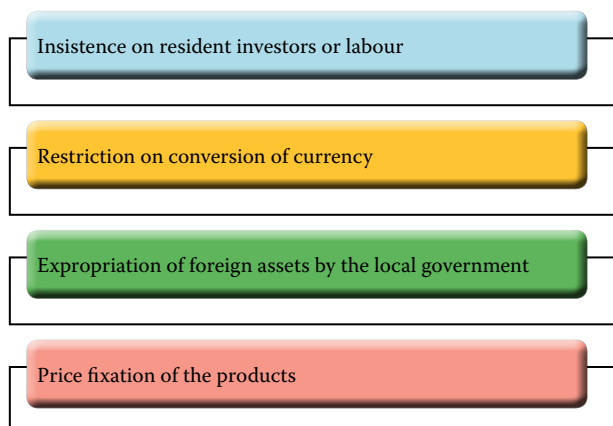 Insistence on resident investors or labour
Restriction on conversion of currency
Expropriation of foreign assets by the local government
Price fixation of the products